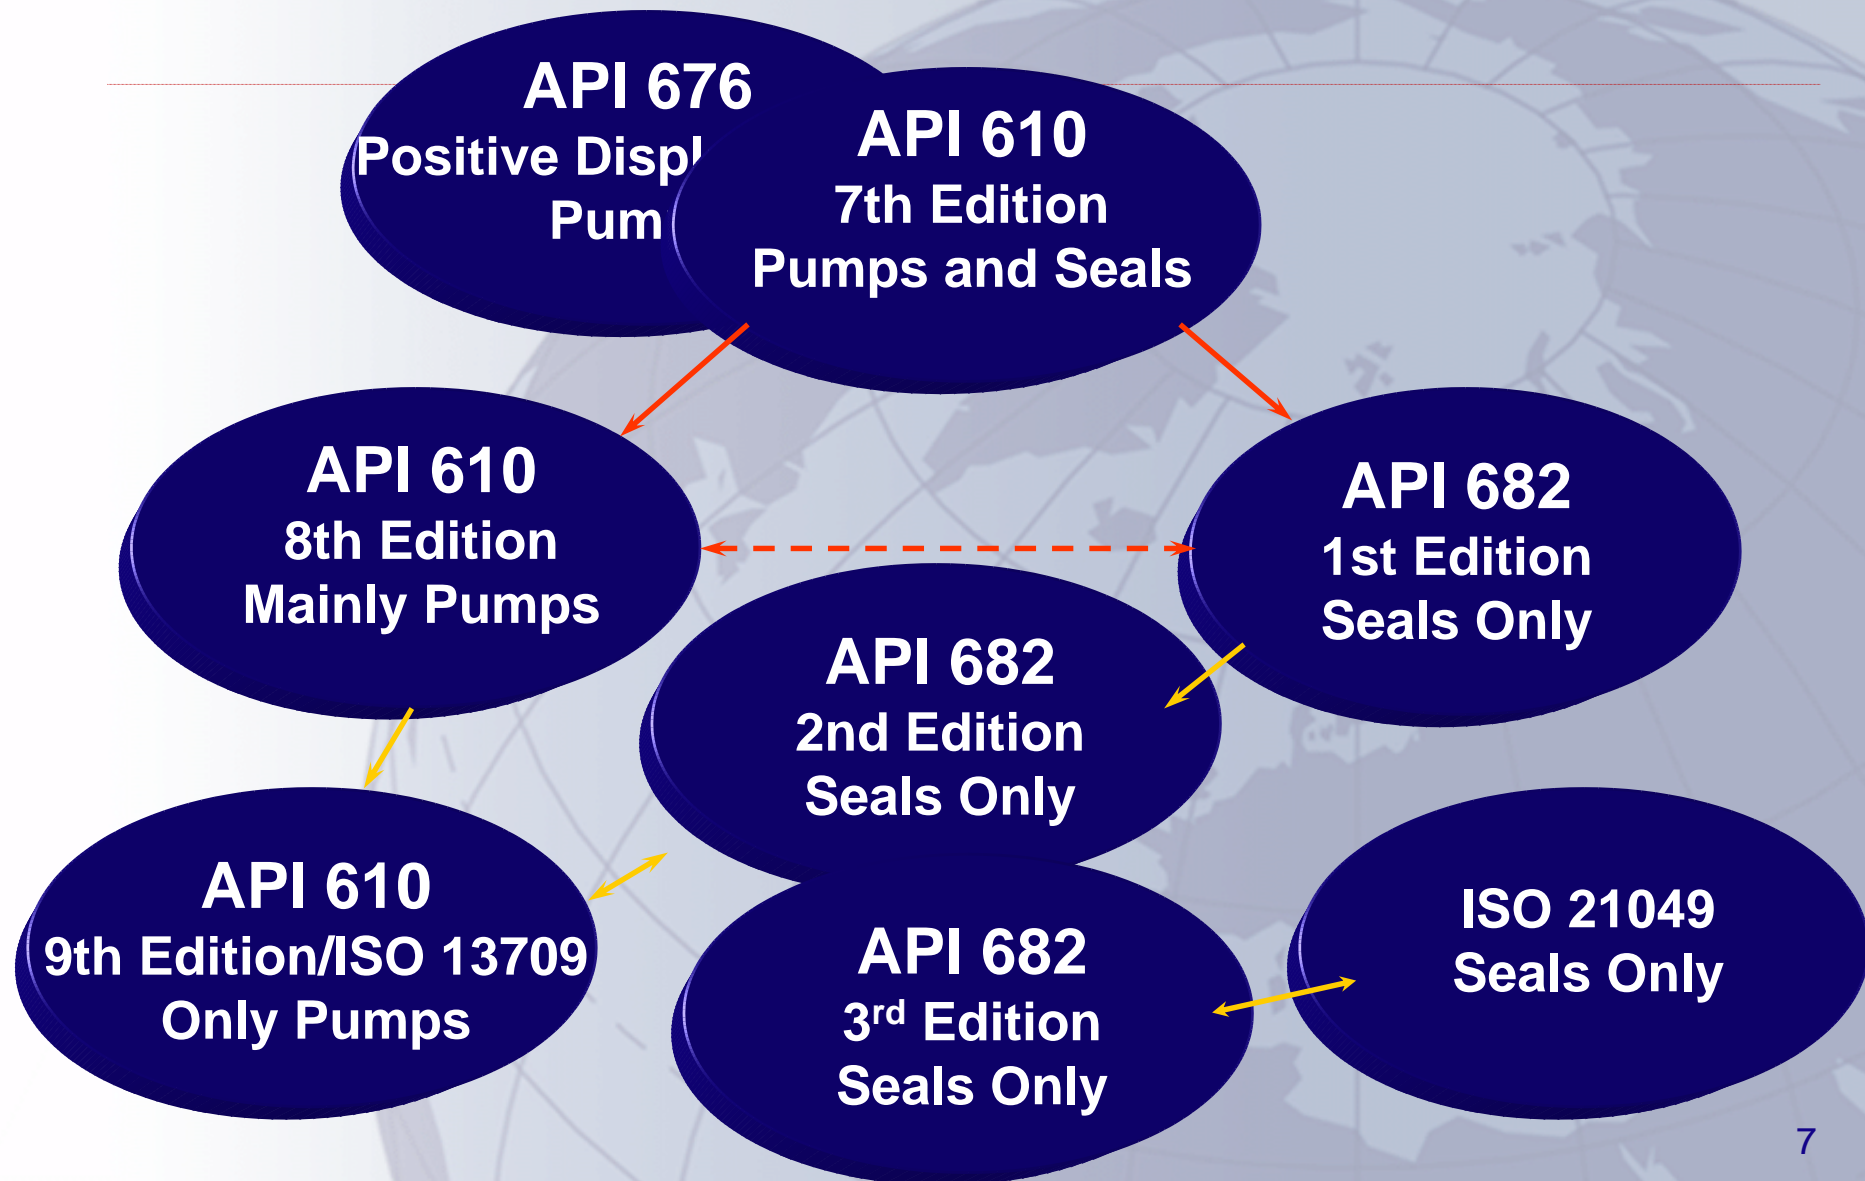 API 676
Positive Displ
Pum
API 610
7th Edition
Pumps and Seals
API 610
8th Edition
Mainly Pumps
API 682
1st Edition
Seals Only
API 682
2nd Edition
Seals Only
API 610
9th Edition/ISO 13709
Only Pumps
API 682
3rd Edition
Seals Only
ISO 21049
Seals Only
7